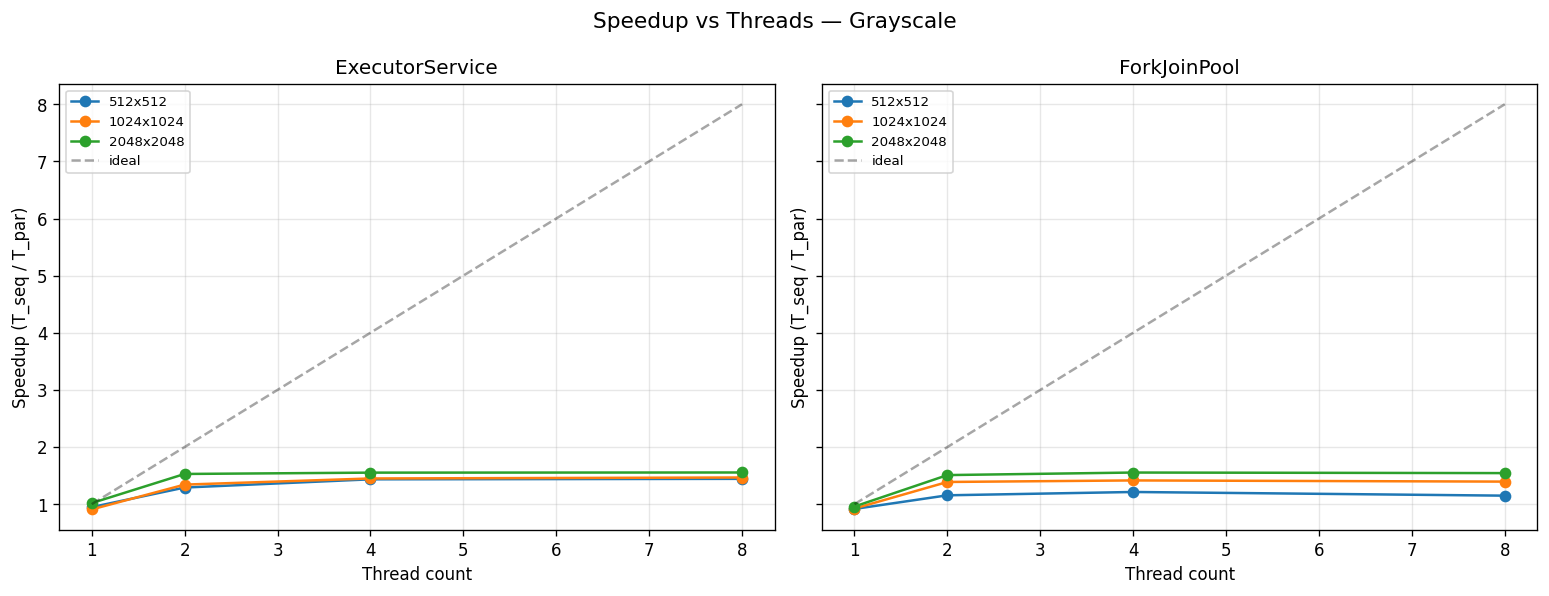 Speedup vs Threads — Grayscale
ExecutorService
512x512
1024x1024
2048x2048
ideal
8
7
6
5
4
3
2
1
Speedup (T_seq / T_par)
1 2 3 4 5 6 7 8
Thread count
ForkJoinPool
512x512
1024x1024
2048x2048
ideal
Speedup (T_seq / T_par)
1 2 3 4 5 6 7 8
Thread count